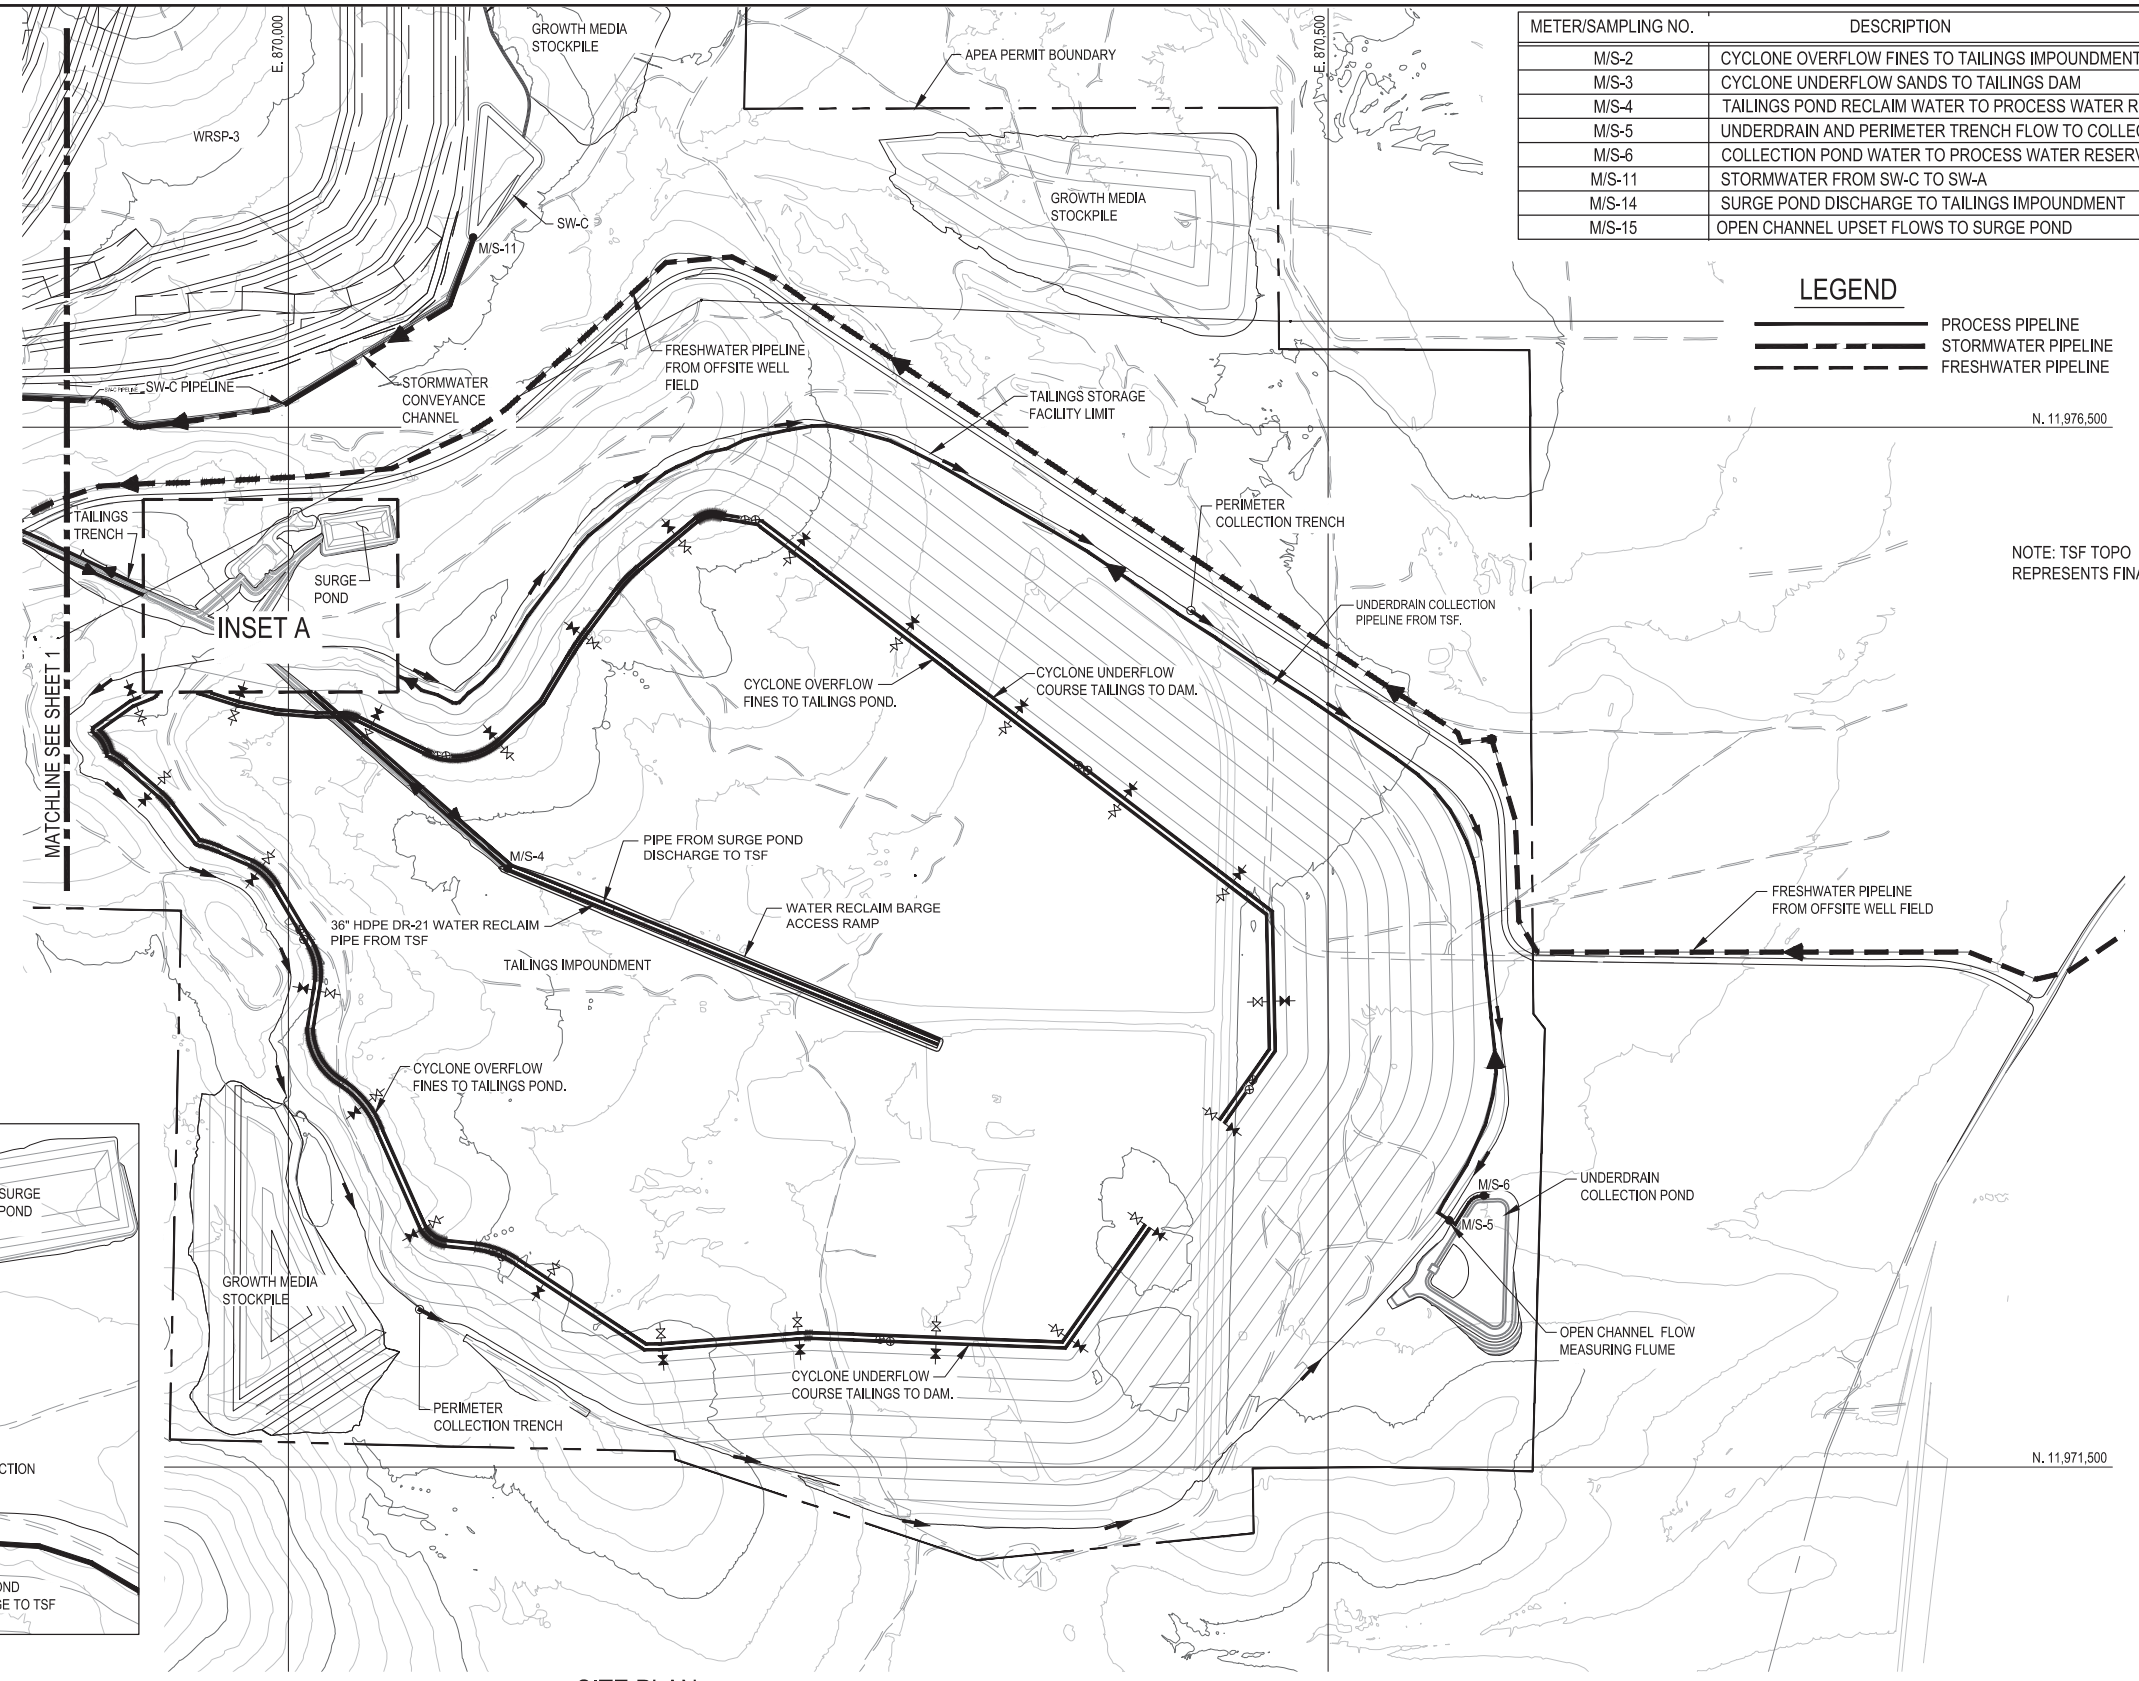 METER/SAMPLING NO. DESCRIPTION
M/S-2 CYCLONE OVERFLOW FINES TO TAILINGS IMPOUNDMENT
M/S-3 CYCLONE UNDERFLOW SANDS TO TAILINGS DAM
M/S-4 TAILINGS POND RECLAIM WATER TO PROCESS WATER R
M/S-5 UNDERDRAIN AND PERIMETER TRENCH FLOW TO COLLE
M/S-6 COLLECTION POND WATER TO PROCESS WATER RESERV
M/S-11 STORMWATER FROM SW-C TO SW-A
M/S-14 SURGE POND DISCHARGE TO TAILINGS IMPOUNDMENT
M/S-15 OPEN CHANNEL UPSET FLOWS TO SURGE POND
LEGEND
PROCESS PIPELINE
STORMWATER PIPELINE
FRESHWATER PIPELINE
N. 11,976,500
NOTE: TSF TOPO
REPRESENTS FINA
E. 870,000
GROWTH MEDIA
STOCKPILE
APEA PERMIT BOUNDARY
E. 870,500
WRSP-3
SW-C
M/S-11
GROWTH MEDIA
STOCKPILE
FRESHWATER PIPELINE
FROM OFFSITE WELL
FIELD
SW-C PIPELINE
SW-C PIPELINE
STORMWATER
CONVEYANCE
CHANNEL
TAILINGS STORAGE
FACILITY LIMIT
TAILINGS
TRENCH
PERIMETER
COLLECTION TRENCH
SURGE
POND
INSET A
UNDERDRAIN COLLECTION
PIPELINE FROM TSF.
MATCHLINE SEE SHEET 1
CYCLONE OVERFLOW
FINES TO TAILINGS POND.
CYCLONE UNDERFLOW
COURSE TAILINGS TO DAM.
M/S-4
PIPE FROM SURGE POND
DISCHARGE TO TSF
36" HDPE DR-21 WATER RECLAIM
PIPE FROM TSF
WATER RECLAIM BARGE
ACCESS RAMP
TAILINGS IMPOUNDMENT
FRESHWATER PIPELINE
FROM OFFSITE WELL FIELD
CYCLONE OVERFLOW
FINES TO TAILINGS POND.
SURGE
POND
M/S-6
M/S-5
UNDERDRAIN
COLLECTION POND
GROWTH MEDIA
STOCKPILE
OPEN CHANNEL FLOW
MEASURING FLUME
CYCLONE UNDERFLOW
COURSE TAILINGS TO DAM.
PERIMETER
COLLECTION TRENCH
CTION
N. 11,971,500
OND
GE TO TSF